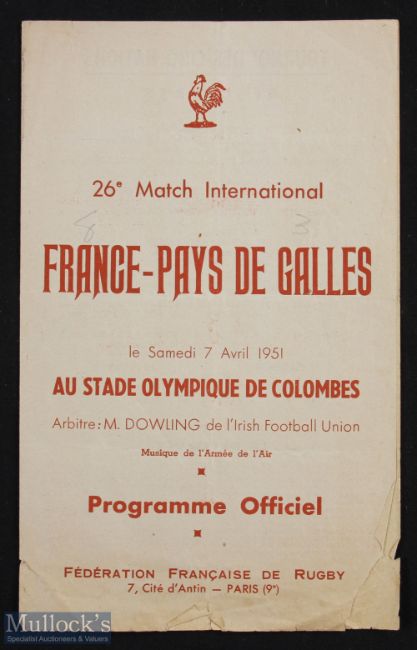 26e Match International
8 3
FRANCE-PAYS DE GALLES
le Samedi 7 Avril 1951
AU STADE OLYMPIQUE DE COLOMBES
Arbitre: M. DOWLING de l'Irish Football Union
Musique de l'Armée de l'Air
Programme Officiel
FÉDÉRATION FRANÇAISE DE RUGBY
7, Cité d'Antin — PARIS (9e)
Mullock's
Specialist Auctioneers & Valuers